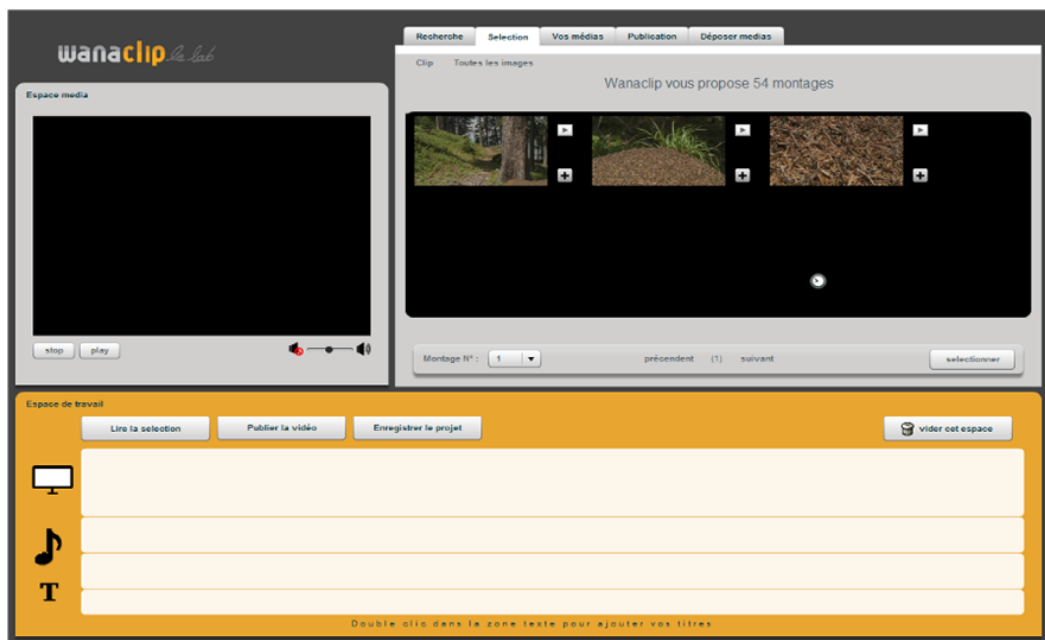 wanaclip le lab
Recherche Selection Vos médias Publication Déposer medias
Clip Toutes les images
Wanaclip vous propose 54 montages
Espace media
stop play
Montage N° : 1 précendent (1) suivant selectionner
Espace de travail
Lire la selection Publier la vidéo Enregistrer le projet vider cet espace
T
Double clic dans la zone texte pour ajouter vos titres